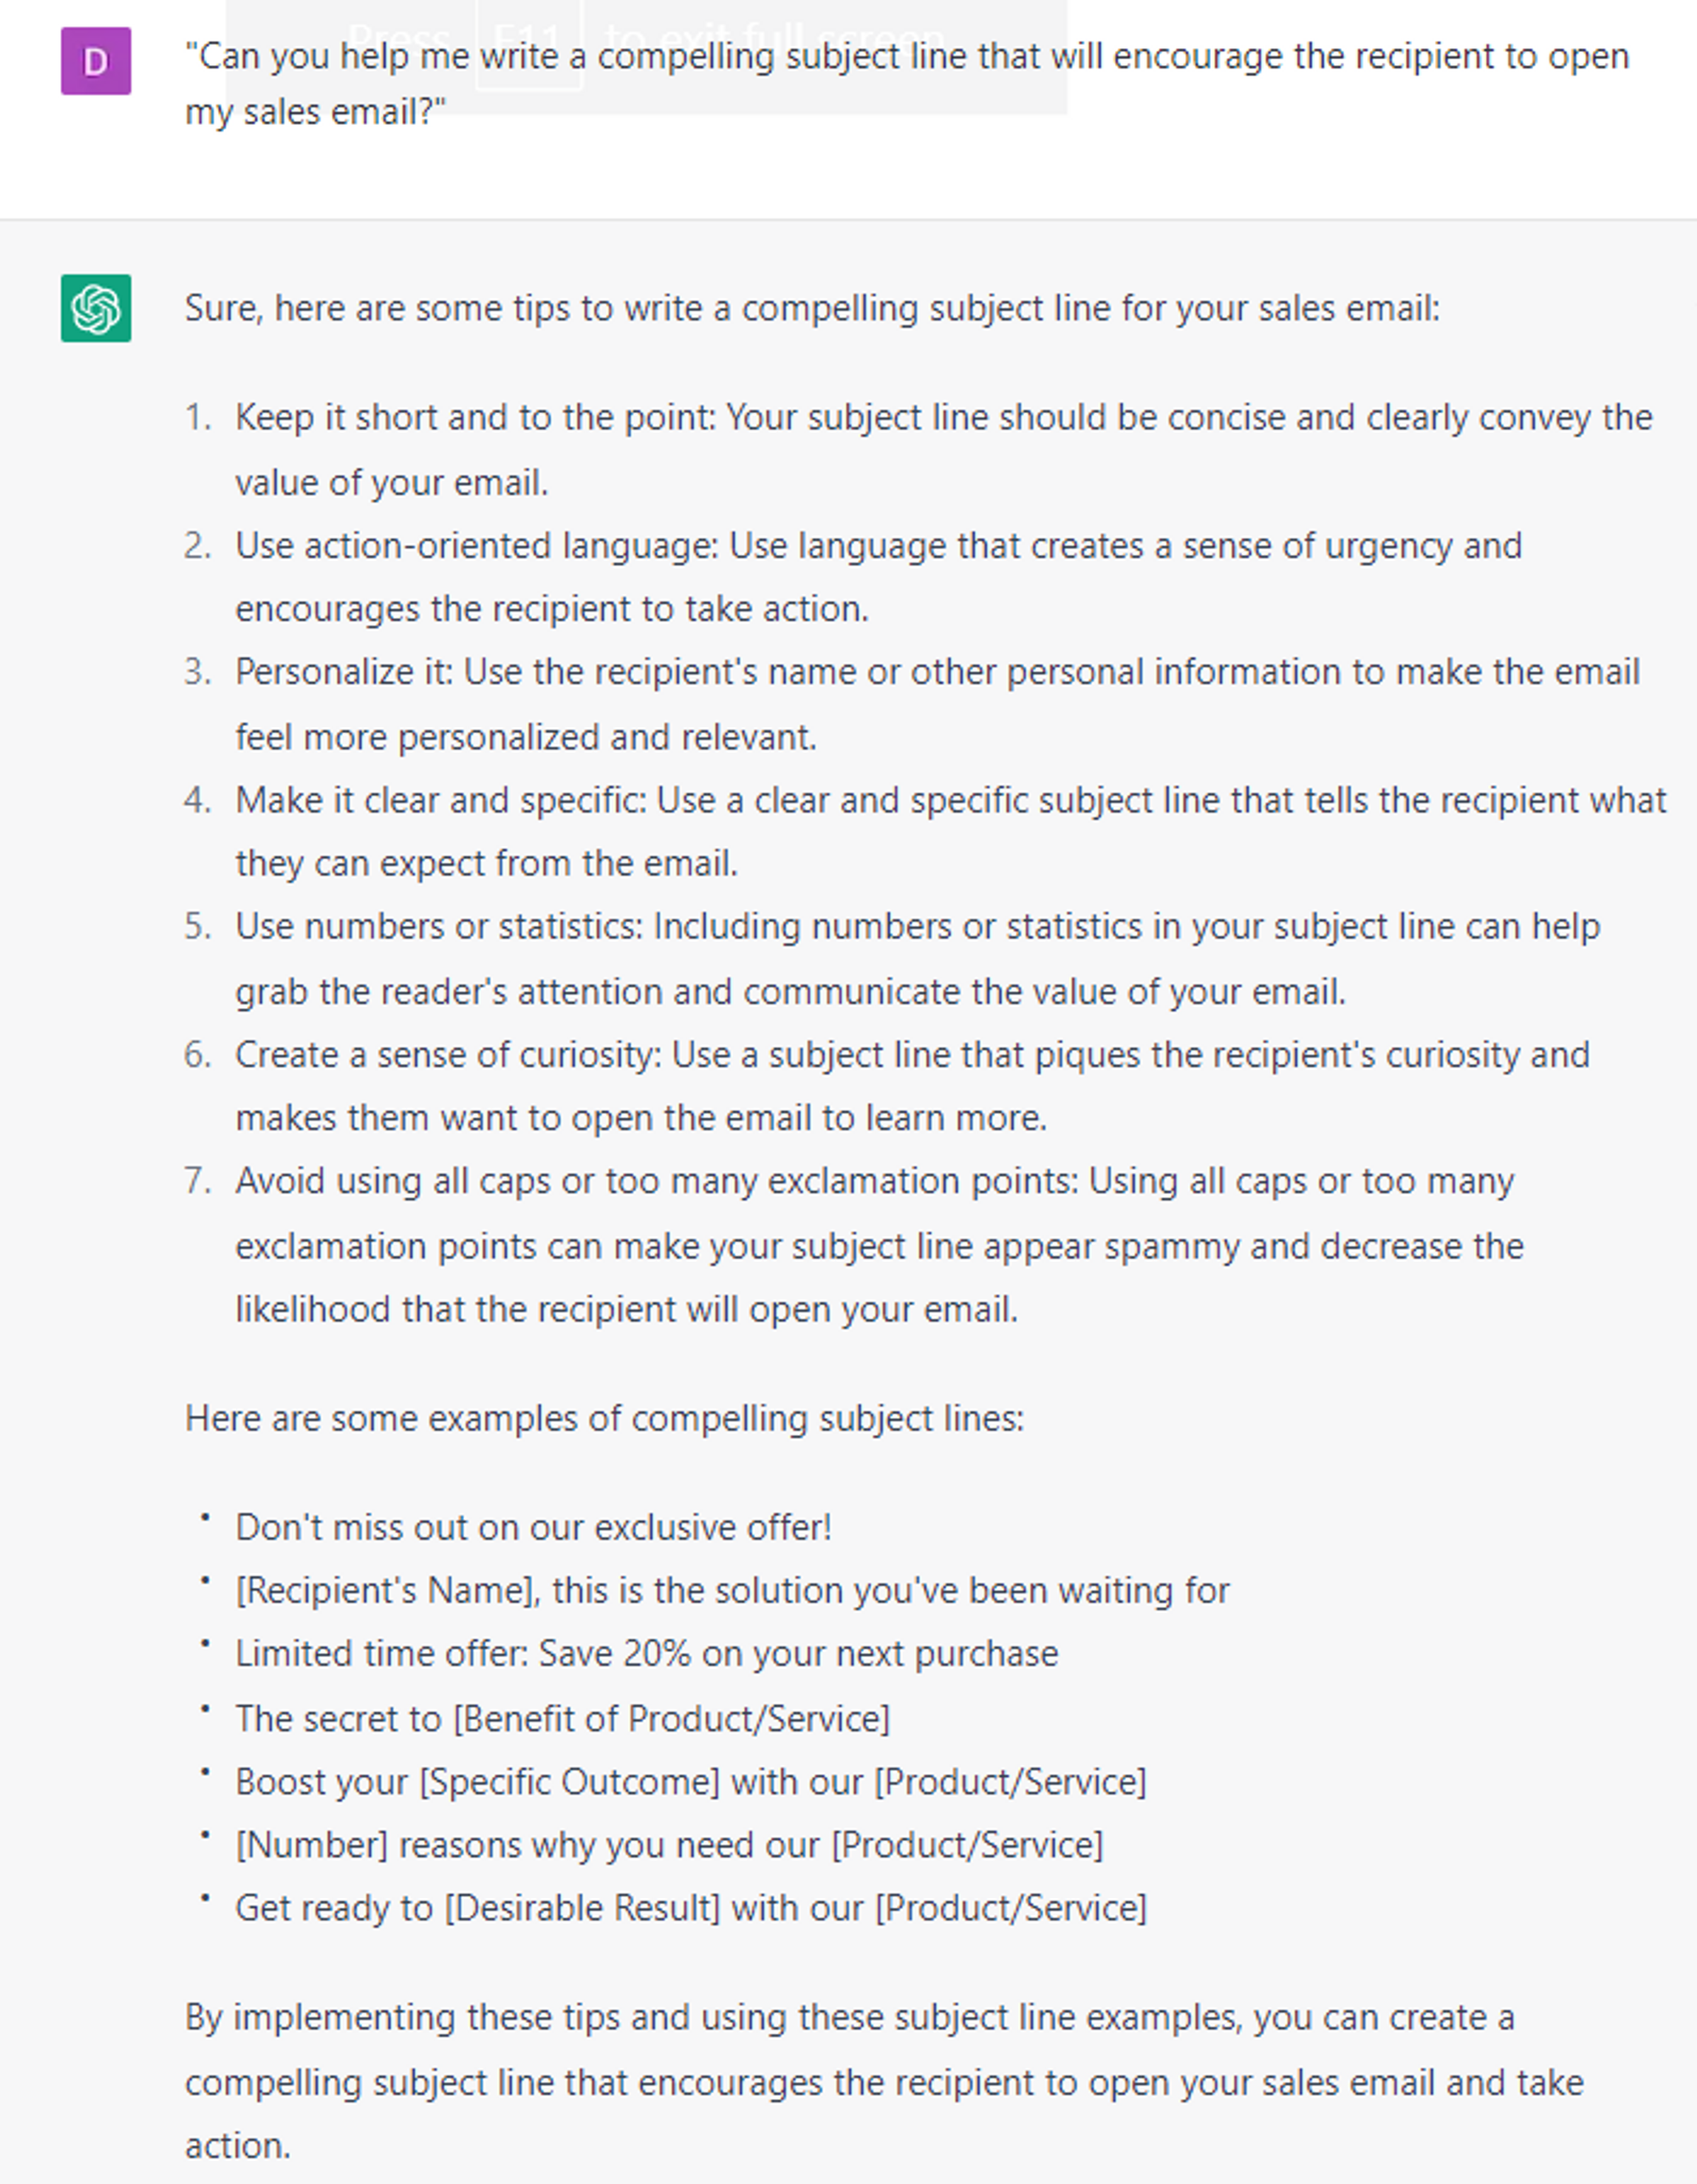 Press F11 to exit full screen
D
"Can you help me write a compelling subject line that will encourage the recipient to open
my sales email?"
Sure, here are some tips to write a compelling subject line for your sales email:
1. Keep it short and to the point: Your subject line should be concise and clearly convey the
value of your email.
2. Use action-oriented language: Use language that creates a sense of urgency and
encourages the recipient to take action.
3. Personalize it: Use the recipient's name or other personal information to make the email
feel more personalized and relevant.
4. Make it clear and specific: Use a clear and specific subject line that tells the recipient what
they can expect from the email.
5. Use numbers or statistics: Including numbers or statistics in your subject line can help
grab the reader's attention and communicate the value of your email.
6. Create a sense of curiosity: Use a subject line that piques the recipient's curiosity and
makes them want to open the email to learn more.
7. Avoid using all caps or too many exclamation points: Using all caps or too many
exclamation points can make your subject line appear spammy and decrease the
likelihood that the recipient will open your email.
Here are some examples of compelling subject lines:
• Don't miss out on our exclusive offer!
• [Recipient's Name], this is the solution you've been waiting for
• Limited time offer: Save 20% on your next purchase
• The secret to [Benefit of Product/Service]
• Boost your [Specific Outcome] with our [Product/Service]
• [Number] reasons why you need our [Product/Service]
• Get ready to [Desirable Result] with our [Product/Service]
By implementing these tips and using these subject line examples, you can create a
compelling subject line that encourages the recipient to open your sales email and take
action.